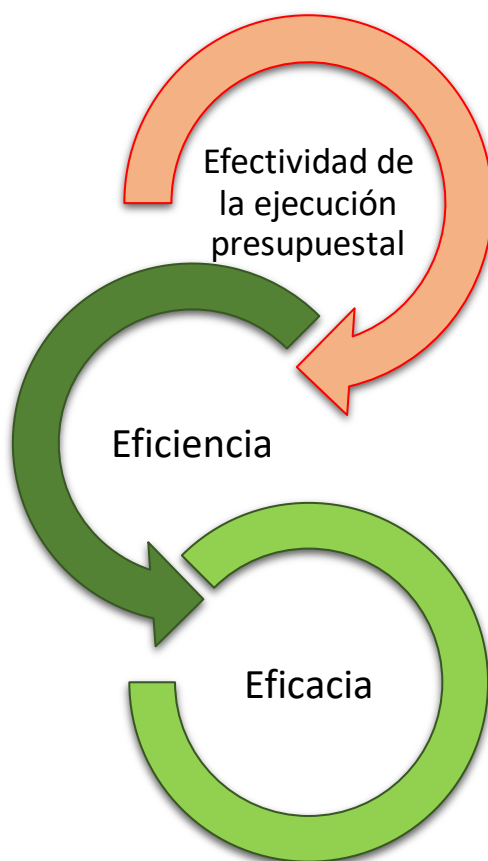 Efectividad de
la ejecución
presupuestal
Eficiencia
Eficacia